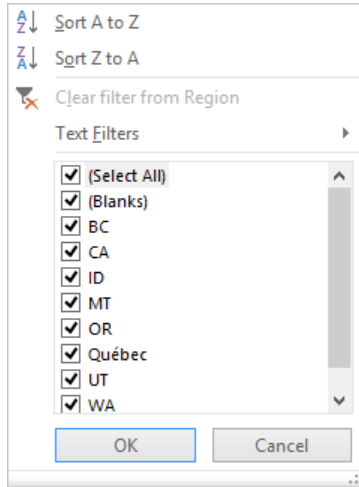 Sort A to Z
Sort Z to A
Clear filter from Region
Text Filters
(Select All)
(Blanks)
BC
CA
ID
MT
OR
Québec
UT
WA
OK
Cancel